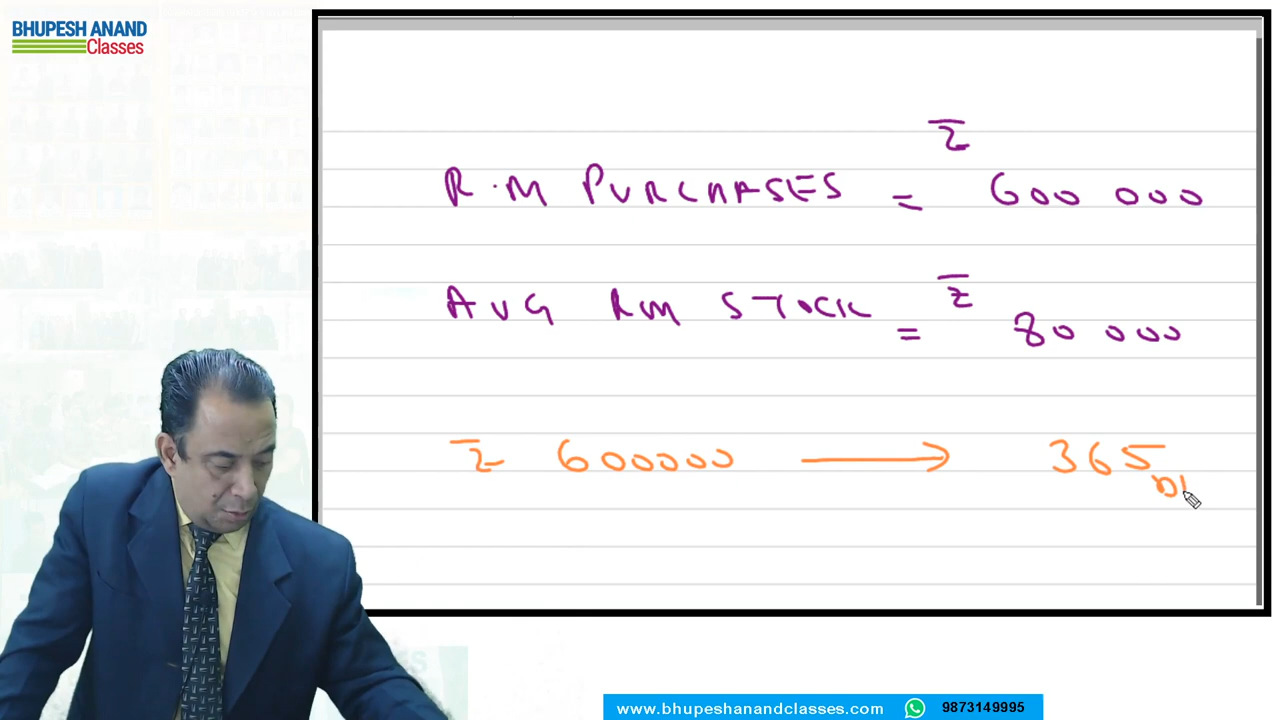 BHUPESH ANAND
Classes
R.M PURCHASES = ₹ 600 000
AVG RM STOCK = ₹ 80 000
₹ 600000 → 365
www.bhupeshanandclasses.com 9873149995